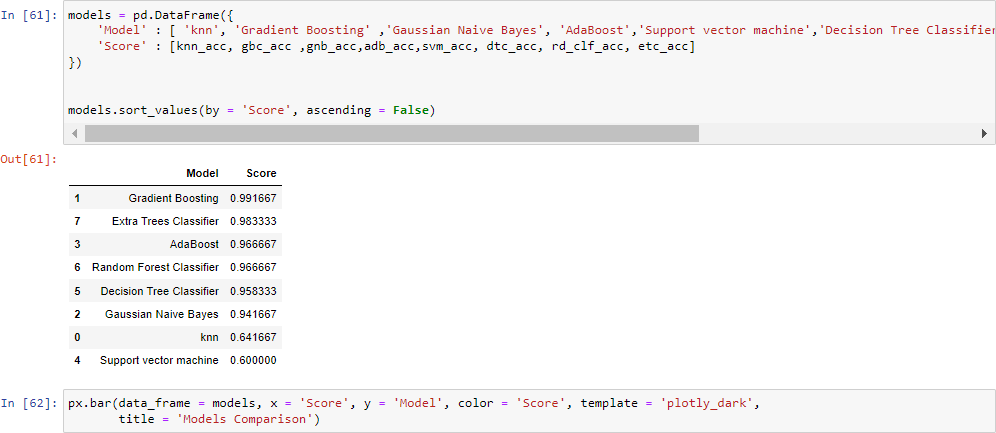 In [61]: models = pd.DataFrame({
'Model' : [ 'knn', 'Gradient Boosting' ,'Gaussian Naive Bayes', 'AdaBoost','Support vector machine','Decision Tree Classifier
'Score' : [knn_acc, gbc_acc ,gnb_acc,adb_acc,svm_acc, dtc_acc, rd_clf_acc, etc_acc]
})
models.sort_values(by = 'Score', ascending = False)
Out[61]:
Model Score
1 Gradient Boosting 0.991667
7 Extra Trees Classifier 0.983333
3 AdaBoost 0.966667
6 Random Forest Classifier 0.966667
5 Decision Tree Classifier 0.958333
2 Gaussian Naive Bayes 0.941667
0 knn 0.641667
4 Support vector machine 0.600000
In [62]: px.bar(data_frame = models, x = 'Score', y = 'Model', color = 'Score', template = 'plotly_dark',
title = 'Models Comparison')